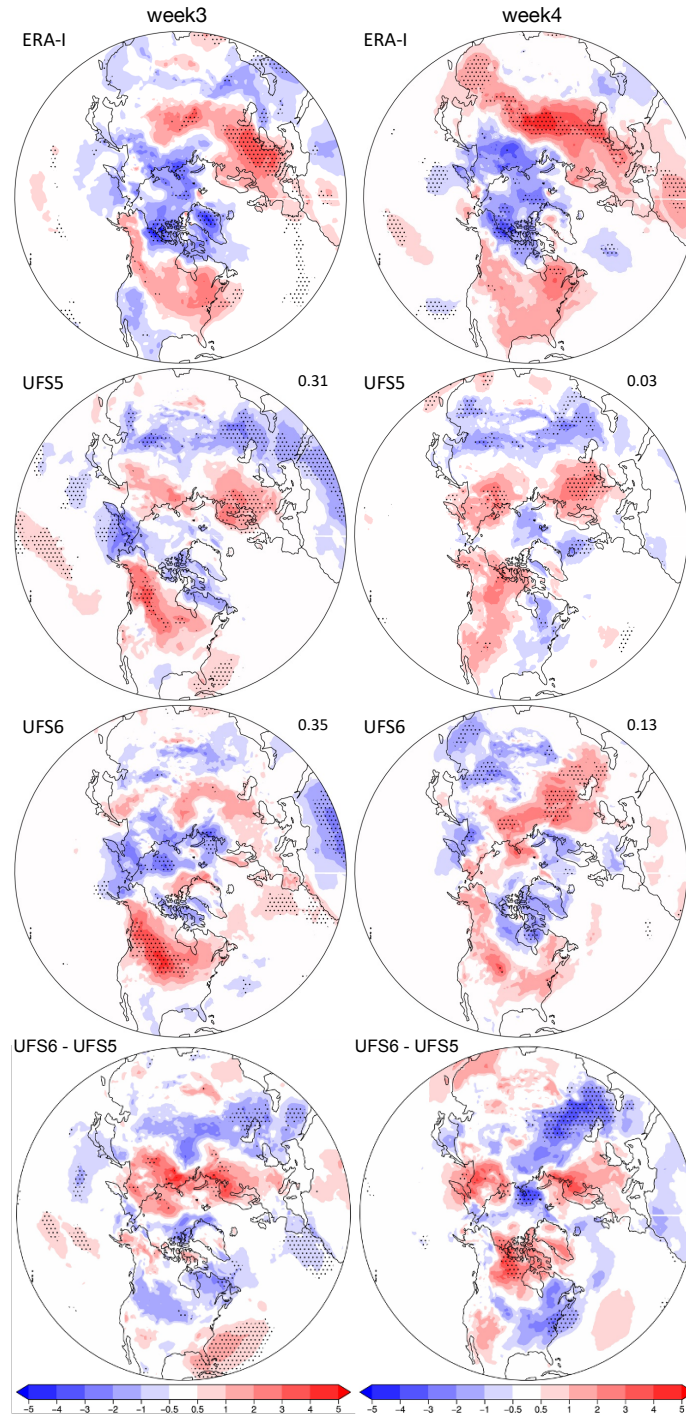 week3 week4
ERA-I ERA-I
UFS5 0.31 UFS5 0.03
UFS6 0.35 UFS6 0.13
UFS6 - UFS5 UFS6 - UFS5
-5 -4 -3 -2 -1 -0.5 0.5 1 2 3 4 5 -5 -4 -3 -2 -1 -0.5 0.5 1 2 3 4 5